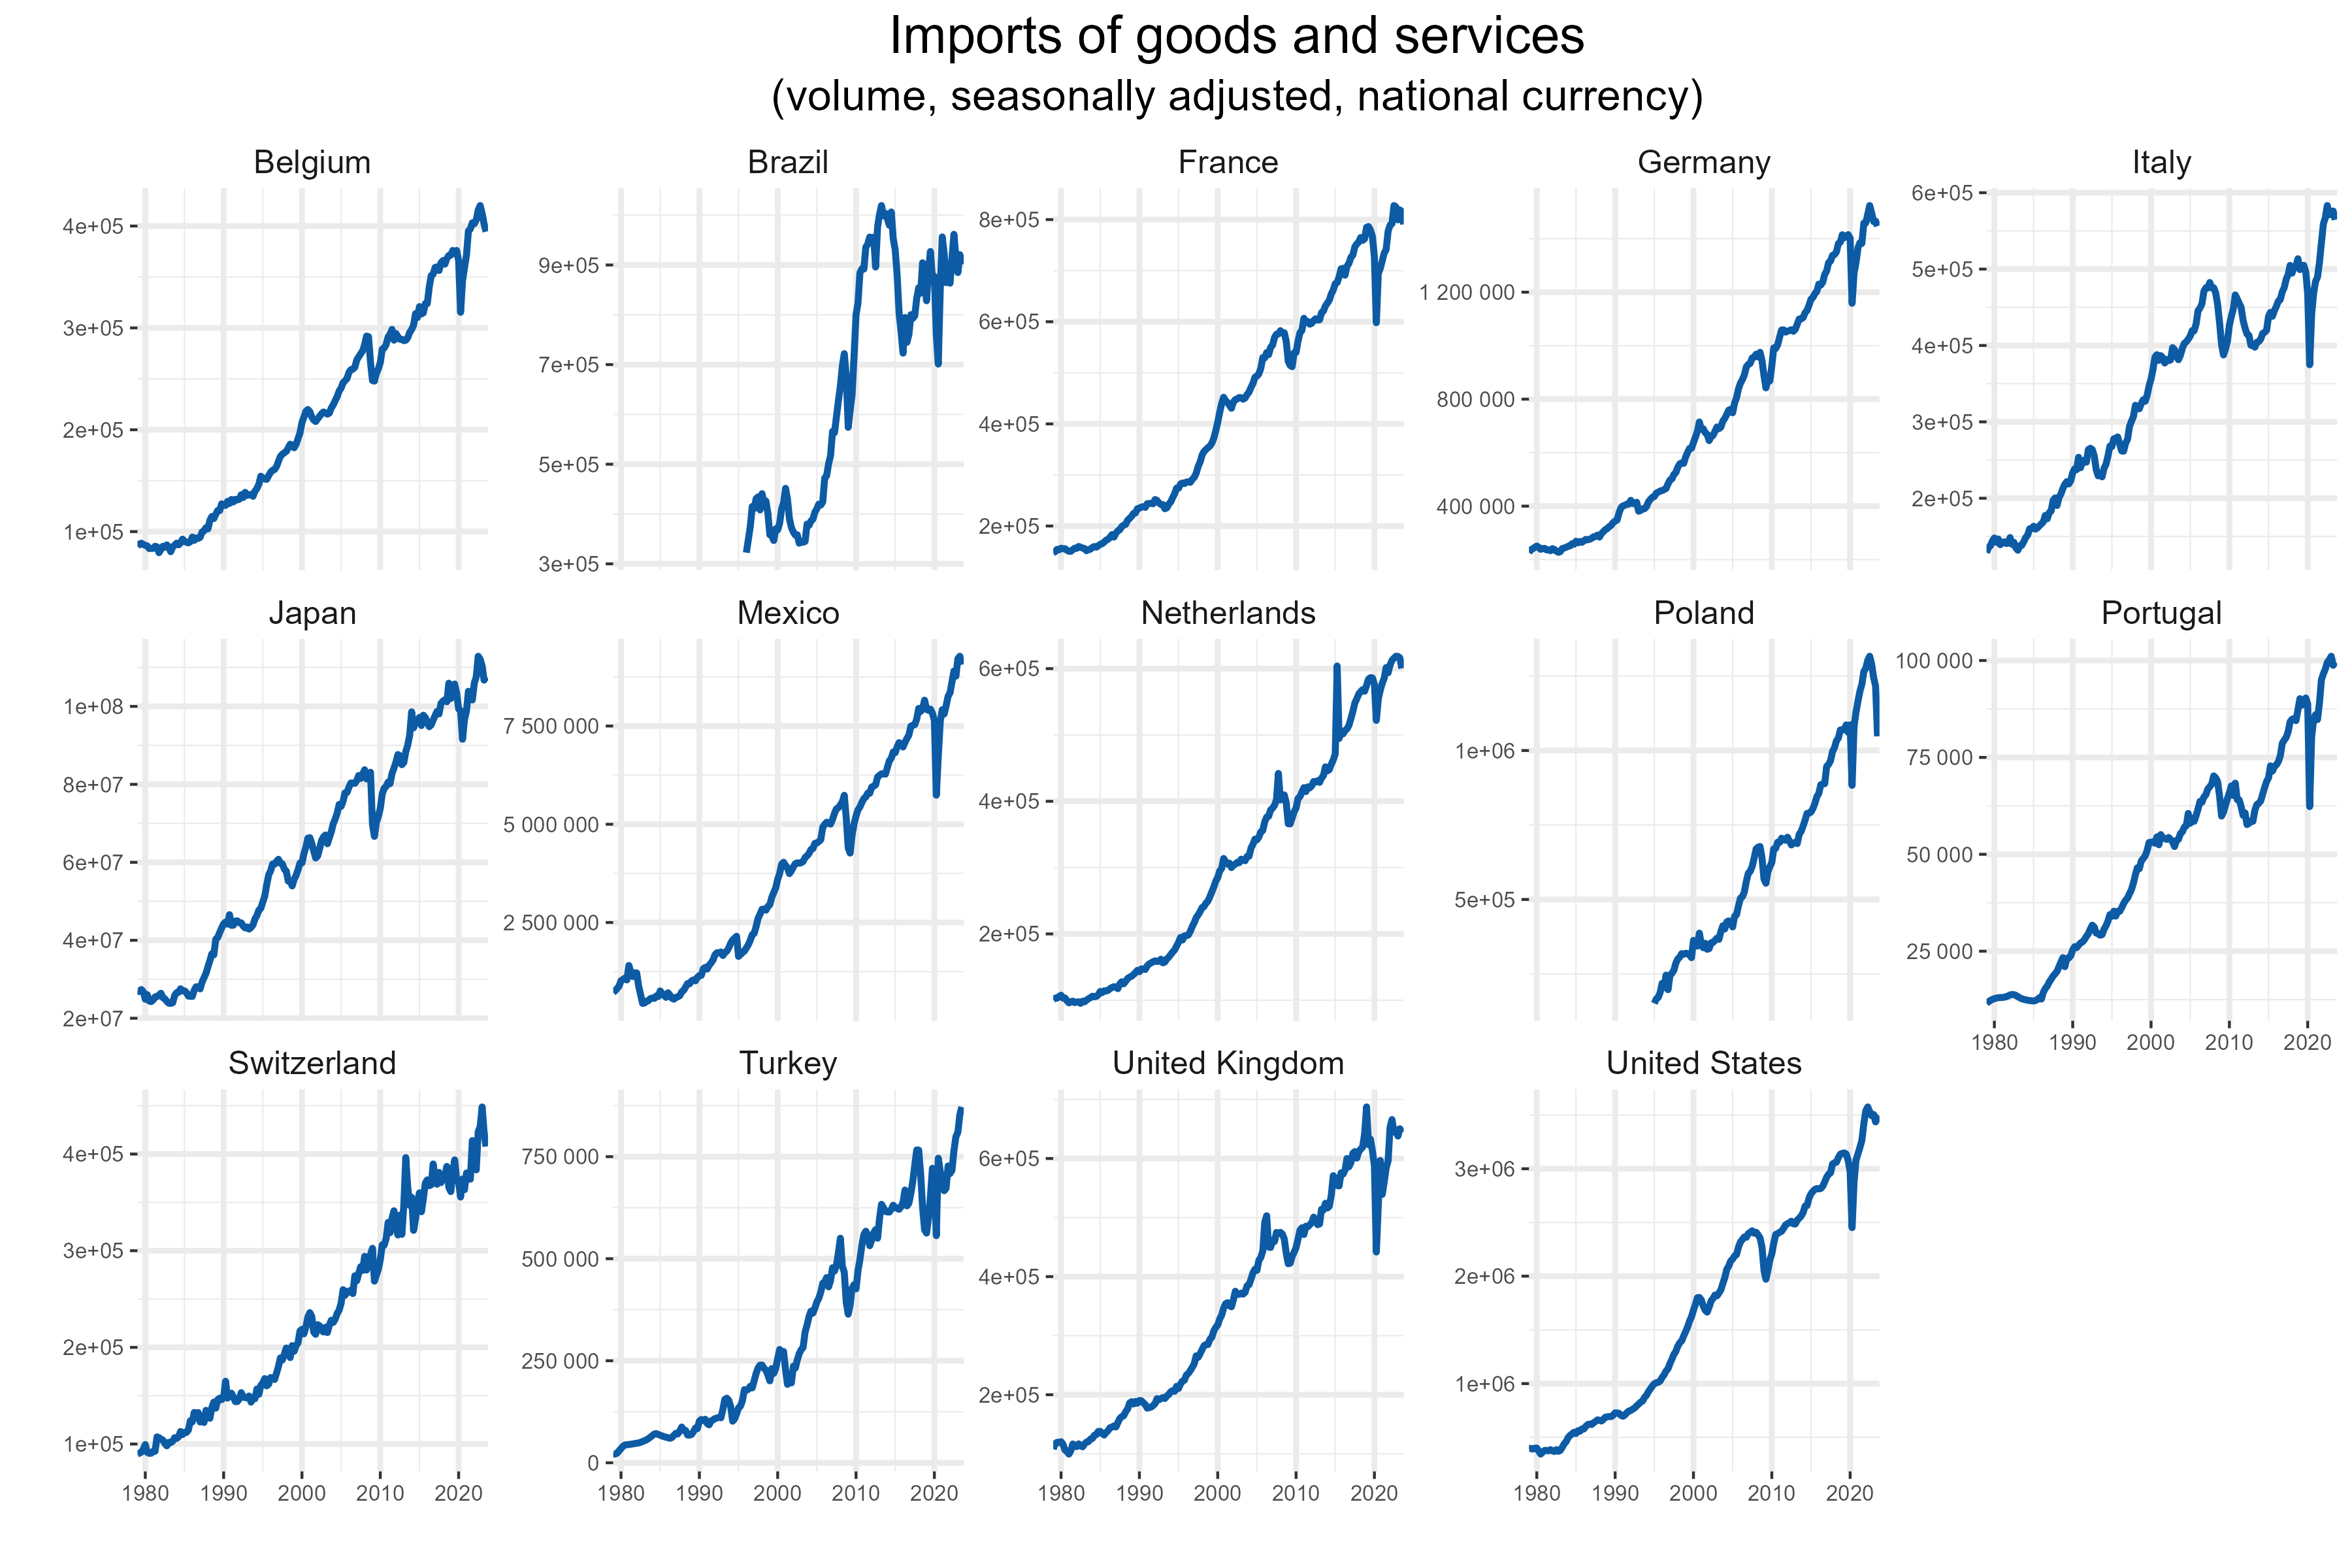 Imports of goods and services
(volume, seasonally adjusted, national currency)
Belgium
4e+05
3e+05
2e+05
1e+05
Brazil
9e+05
7e+05
5e+05
3e+05
France
8e+05
6e+05
4e+05
2e+05
Germany
1 200 000
800 000
400 000
Italy
6e+05
5e+05
4e+05
3e+05
2e+05
Japan
1e+08
8e+07
6e+07
4e+07
2e+07
Mexico
7 500 000
5 000 000
2 500 000
Netherlands
6e+05
4e+05
2e+05
Poland
1e+06
5e+05
Portugal
100 000
75 000
50 000
25 000
1980 1990 2000 2010 2020
Switzerland
4e+05
3e+05
2e+05
1e+05
1980 1990 2000 2010 2020
Turkey
750 000
500 000
250 000
0
1980 1990 2000 2010 2020
United Kingdom
6e+05
4e+05
2e+05
1980 1990 2000 2010 2020
United States
3e+06
2e+06
1e+06
1980 1990 2000 2010 2020